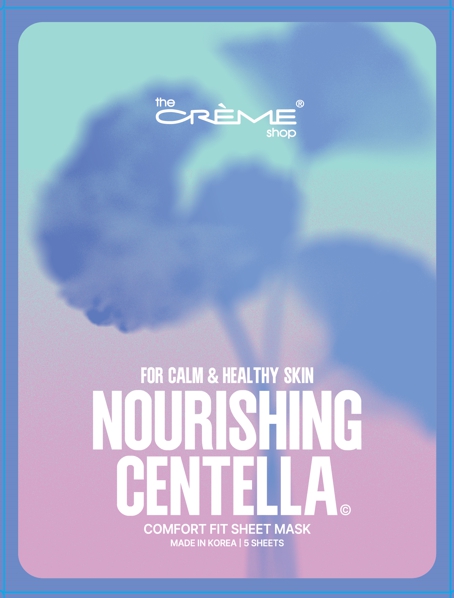 the
CRÈME®
shop
FOR CALM & HEALTHY SKIN
NOURISHING
CENTELLA©
COMFORT FIT SHEET MASK
MADE IN KOREA | 5 SHEETS